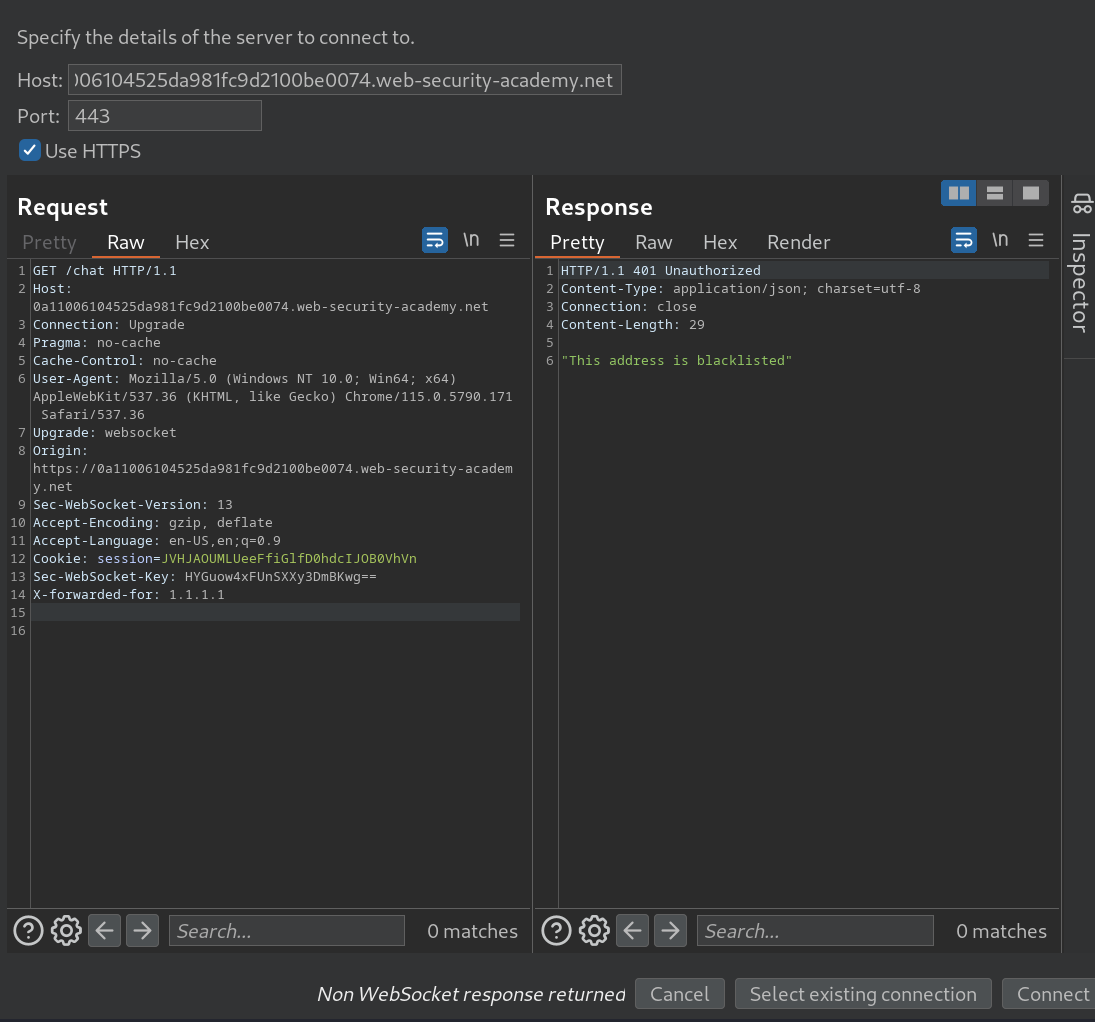 Specify the details of the server to connect to.
Host: 006104525da981fc9d2100be0074.web-security-academy.net
Port: 443
Use HTTPS
Request
Pretty Raw Hex \n
1 GET /chat HTTP/1.1
2 Host:
0a11006104525da981fc9d2100be0074.web-security-academy.net
3 Connection: Upgrade
4 Pragma: no-cache
5 Cache-Control: no-cache
6 User-Agent: Mozilla/5.0 (Windows NT 10.0; Win64; x64)
AppleWebKit/537.36 (KHTML, like Gecko) Chrome/115.0.5790.171
Safari/537.36
7 Upgrade: websocket
8 Origin:
https://0a11006104525da981fc9d2100be0074.web-security-academ
y.net
9 Sec-WebSocket-Version: 13
10 Accept-Encoding: gzip, deflate
11 Accept-Language: en-US,en;q=0.9
12 Cookie: session=JVHJAOUMLUeeFfiGlfD0hdcIJOB0VhVn
13 Sec-WebSocket-Key: HYGuow4xFUnSXXy3DmBKwg==
14 X-forwarded-for: 1.1.1.1
15
16
Search...
0 matches
Response
Pretty Raw Hex Render \n
1 HTTP/1.1 401 Unauthorized
2 Content-Type: application/json; charset=utf-8
3 Connection: close
4 Content-Length: 29
5
6 "This address is blacklisted"
Search...
0 matches
Inspector
Non WebSocket response returned
Cancel
Select existing connection
Connect